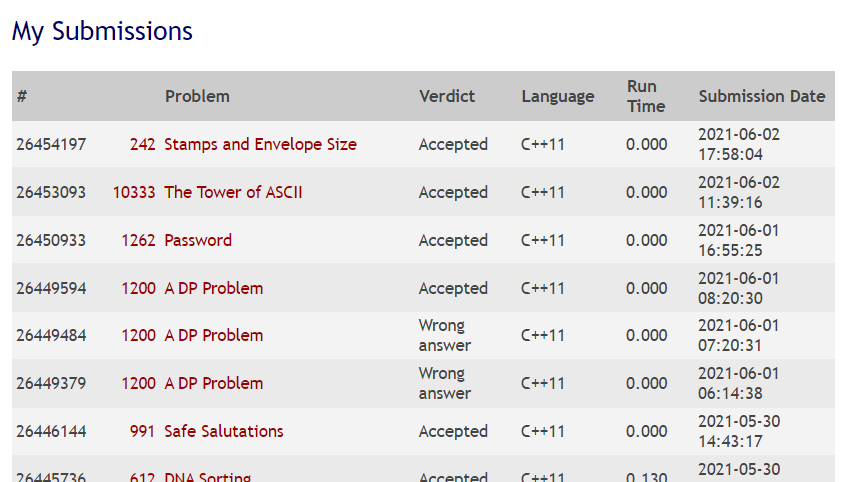 My Submissions
# Problem Verdict Language Run Time Submission Date
26454197 242 Stamps and Envelope Size Accepted C++11 0.000 2021-06-02 17:58:04
26453093 10333 The Tower of ASCII Accepted C++11 0.000 2021-06-02 11:39:16
26450933 1262 Password Accepted C++11 0.000 2021-06-01 16:55:25
26449594 1200 A DP Problem Accepted C++11 0.000 2021-06-01 08:20:30
26449484 1200 A DP Problem Wrong answer C++11 0.000 2021-06-01 07:20:31
26449379 1200 A DP Problem Wrong answer C++11 0.000 2021-06-01 06:14:38
26446144 991 Safe Salutations Accepted C++11 0.000 2021-05-30 14:43:17
26445736 612 DNA Sorting Accepted C++11 0.130 2021-05-30